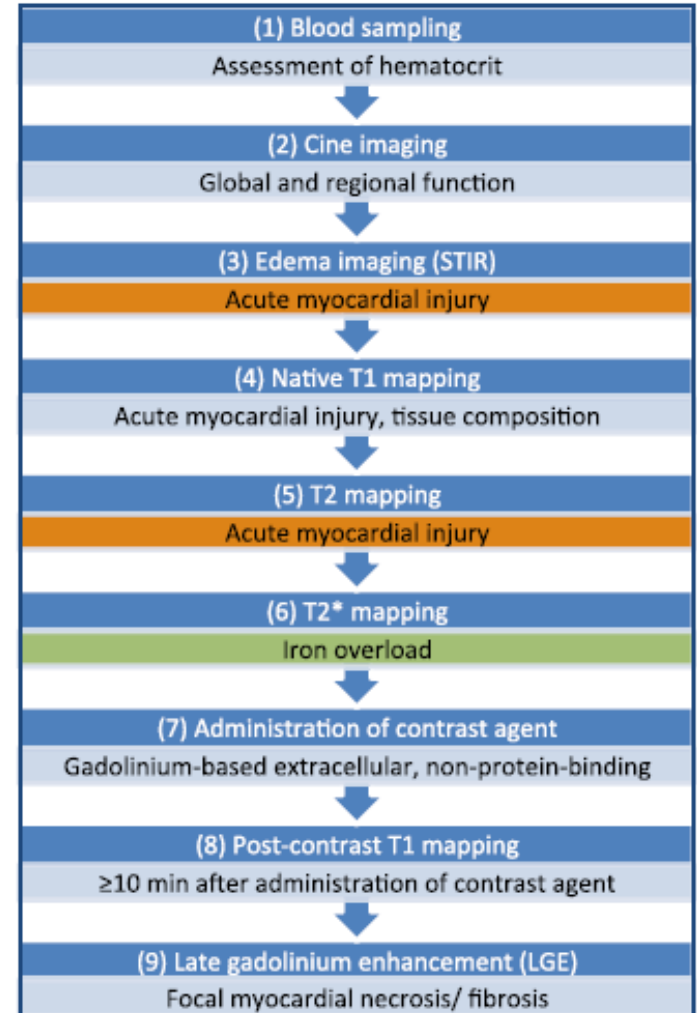 (1) Blood sampling
Assessment of hematocrit
(2) Cine imaging
Global and regional function
(3) Edema imaging (STIR)
Acute myocardial injury
(4) Native T1 mapping
Acute myocardial injury, tissue composition
(5) T2 mapping
Acute myocardial injury
(6) T2* mapping
Iron overload
(7) Administration of contrast agent
Gadolinium-based extracellular, non-protein-binding
(8) Post-contrast T1 mapping
≥10 min after administration of contrast agent
(9) Late gadolinium enhancement (LGE)
Focal myocardial necrosis/ fibrosis